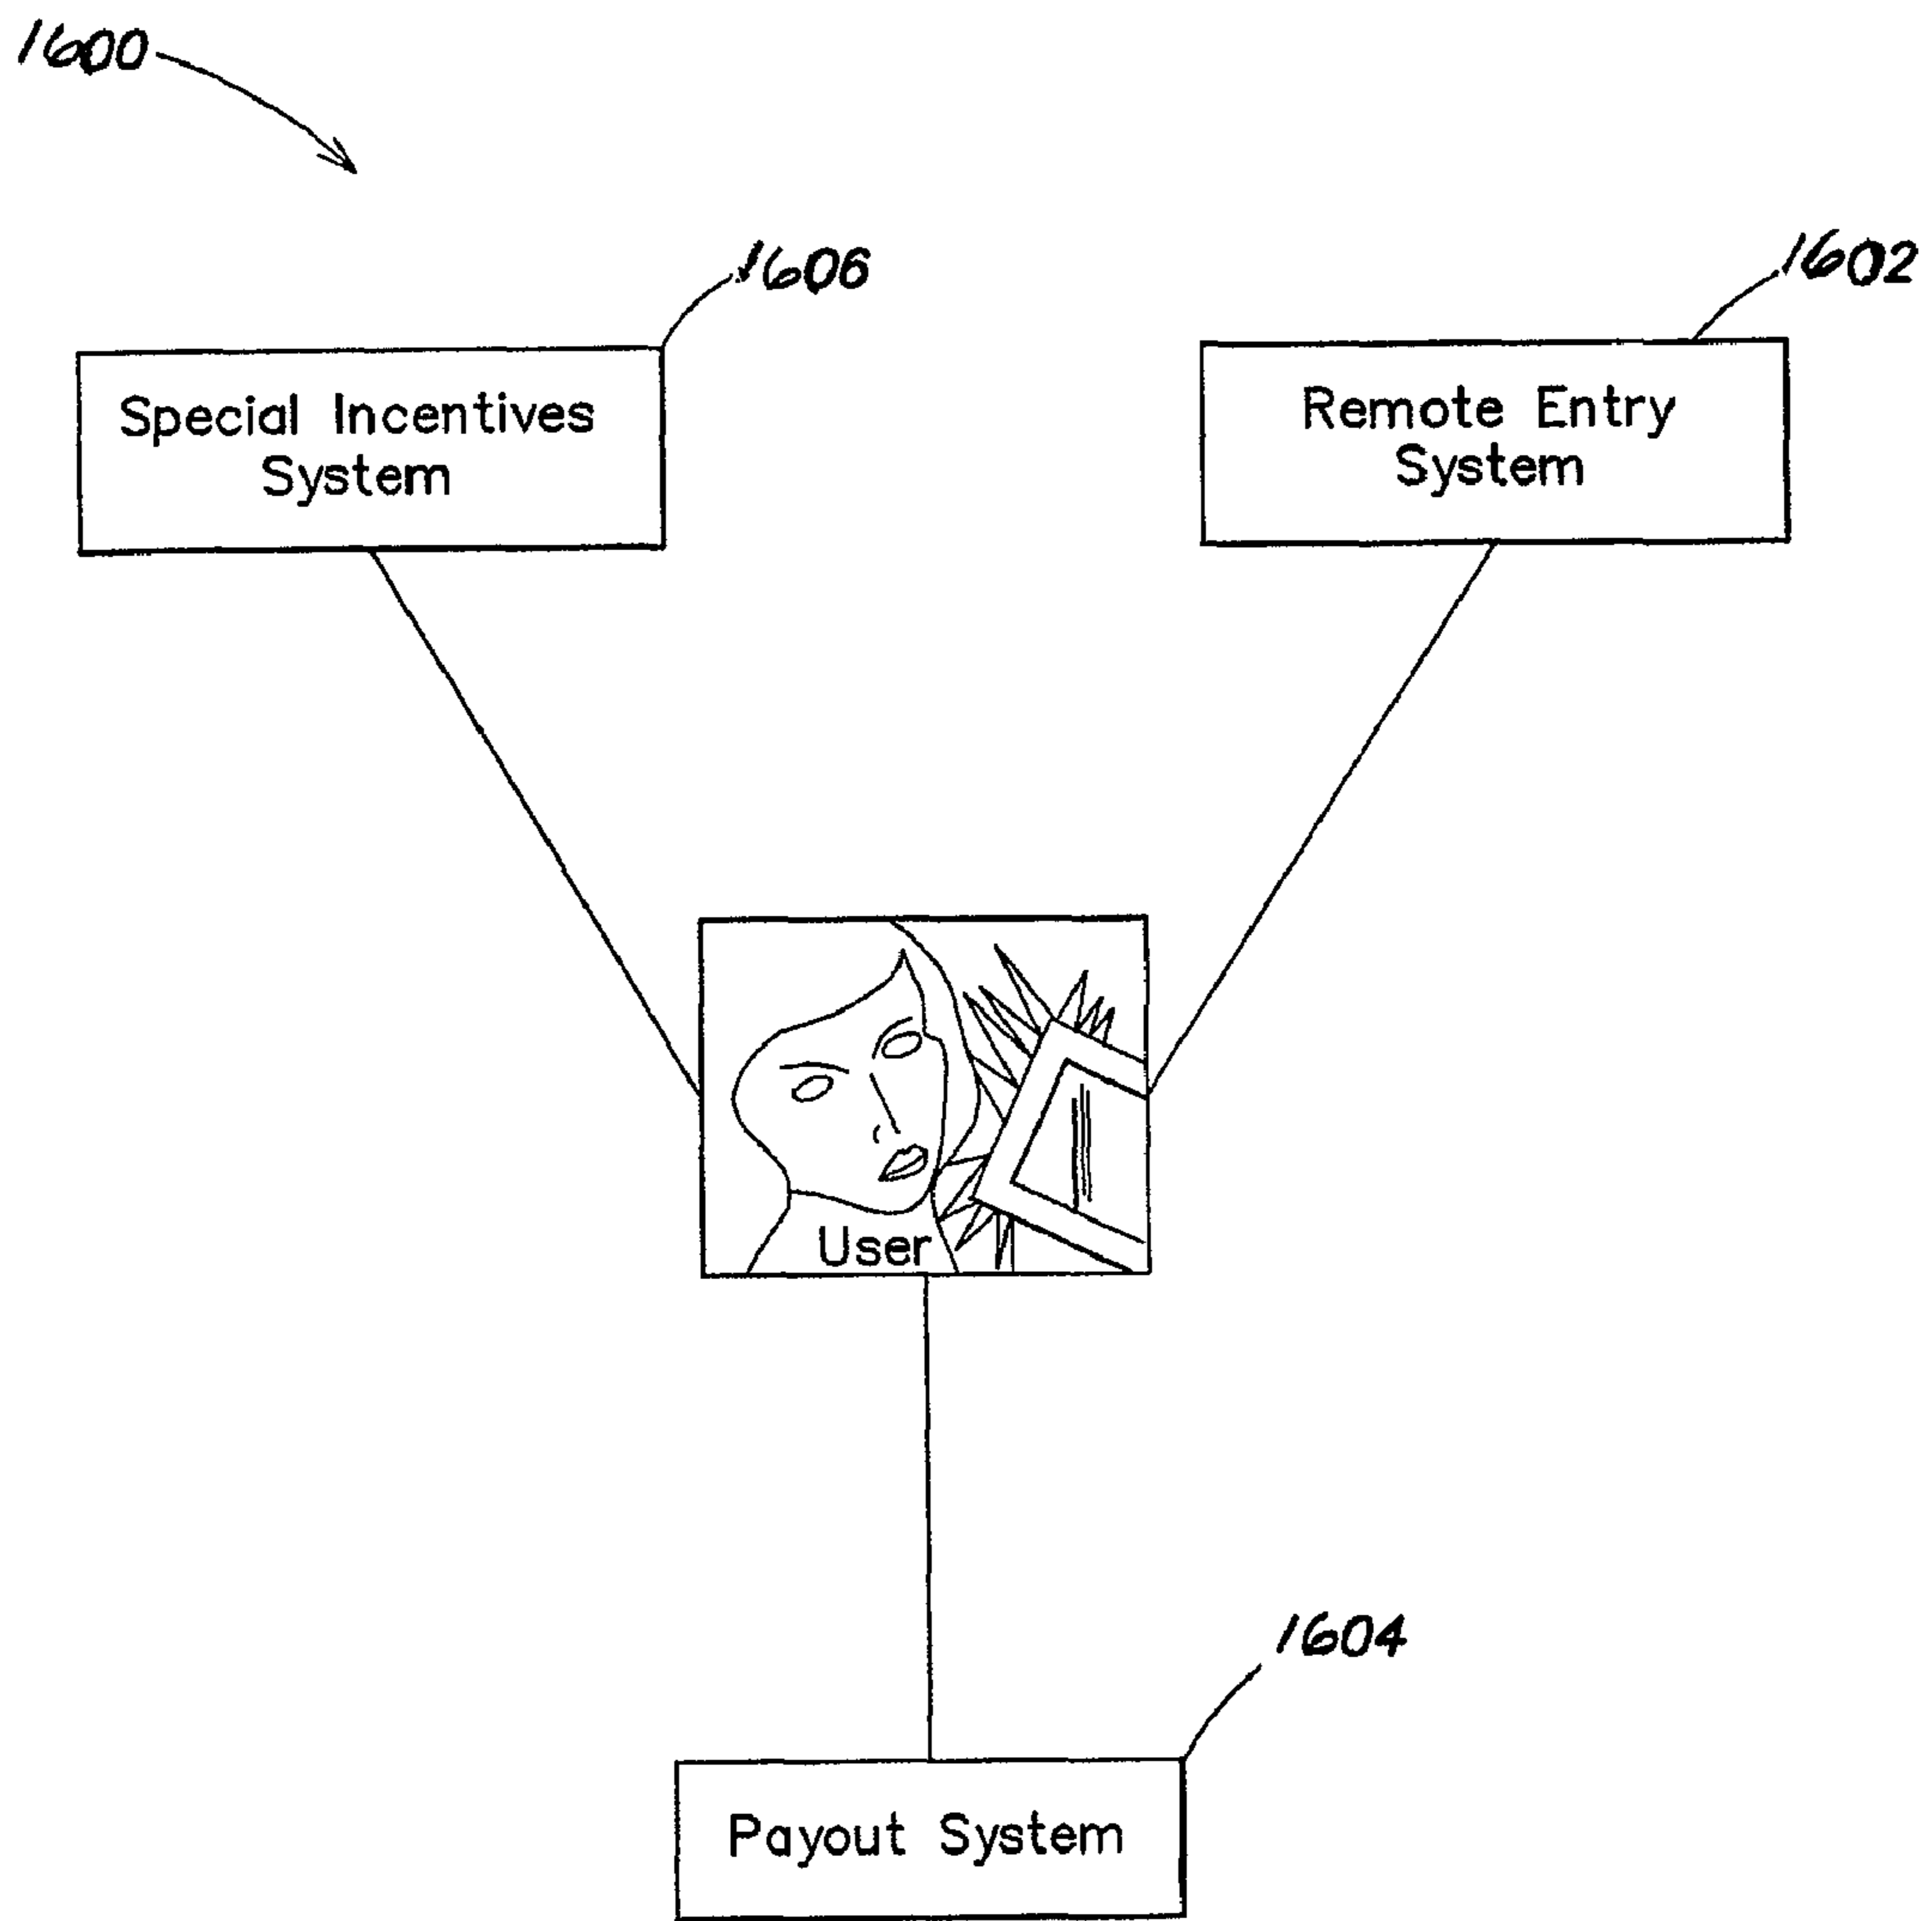 1600
1606
1602
Special Incentives
System
Remote Entry
System
User
1604
Payout System